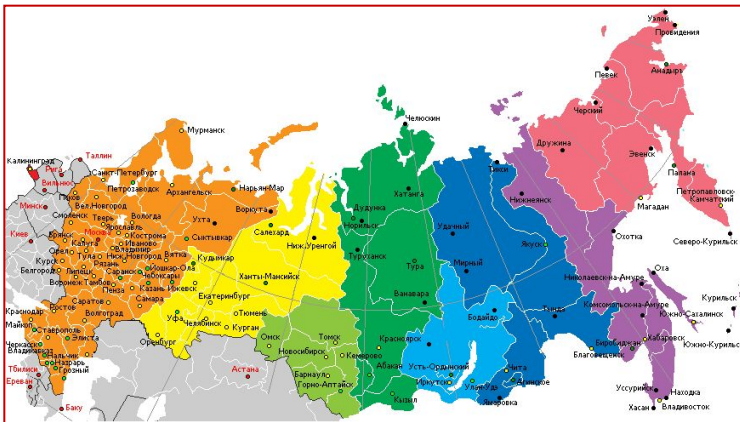 Уэлен
Провидения
Певек
Анадырь
Черский
Челюскин
Мурманск
Дружина
Эвенск
Таллин
Калининград
Рига
Санкт-Петербург
Вильнюс
Петрозаводск
Архангельск
Нарьян-Мар
Тикси
Палана
Хатанга
Петропавловск-
Камчатский
Псков
Вел.Новгород
Нижнеянск
Минск
Магадан
Смоленск
Тверь
Вологда
Воркута
Дудинка
Норильск
Ярославль
Ухта
Салехард
Удачный
Охотка
Северо-Курильск
Киев
Брянск
Москва
Кострома
Калуга
Иваново
Сыктывкар
Ниж.Уренгой
Якуск
Орел
Владимир
Туруханск
Тула
Ниж.Новгород
Вятка
Курск
Рязань
Кудымкар
Тура
Мирный
Оха
Белгород
Липецк
Саранск
Йошкар-Ола
Чебоксары
Ханты-Мансийск
Николаевск-на-Амуре
Воронеж
Тамбов
Казань
Ижевск
Пенза
Екатеринбург
Ванавара
Курильск
Саратов
Самара
Бодайдо
Тында
Комсомольск-на-Амуре
Краснодар
Ростов
Тюмень
Южно-Сахалинск
Волгоград
Уфа
Челябинск
Майкоп
Ставрополь
Курган
Южно-Курильск
Черкасск
Элиста
Оренбург
Омск
Томск
Красноярск
Биробиджан
Хабаровск
Владикавказ
Новосибирск
Кемерово
Благовещенск
Нальчик
Абакан
Усть-Ордынский
Чита
Тбилиси
Назрань
Астана
Барнаул
Иркутск
Улан-Удэ
Агинское
Грозный
Горно-Алтайск
Уссурийск
Ереван
Кызыл
Находка
Баку
Хасан
Владивосток